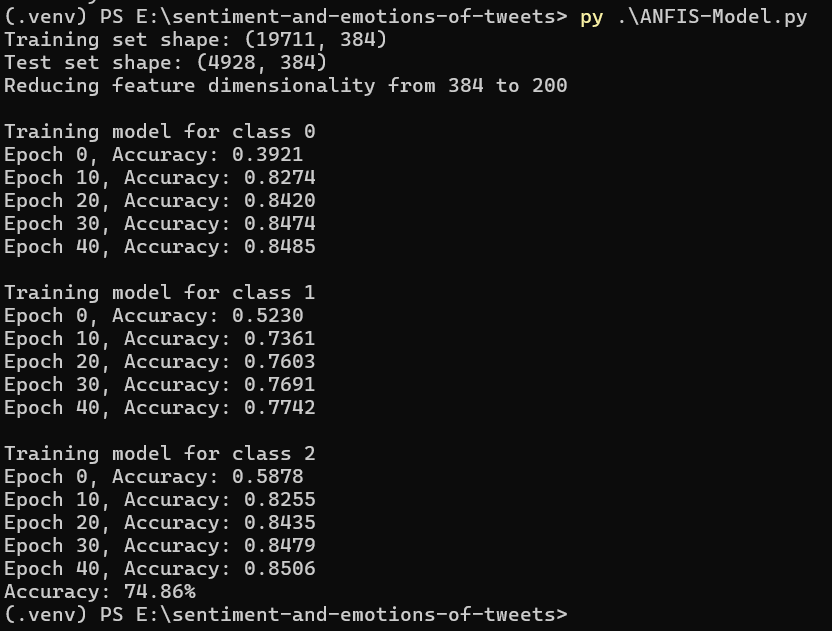 (.venv) PS E:\sentiment-and-emotions-of-tweets> py .\ANFIS-Model.py
Training set shape: (19711, 384)
Test set shape: (4928, 384)
Reducing feature dimensionality from 384 to 200
Training model for class 0
Epoch 0, Accuracy: 0.3921
Epoch 10, Accuracy: 0.8274
Epoch 20, Accuracy: 0.8420
Epoch 30, Accuracy: 0.8474
Epoch 40, Accuracy: 0.8485
Training model for class 1
Epoch 0, Accuracy: 0.5230
Epoch 10, Accuracy: 0.7361
Epoch 20, Accuracy: 0.7603
Epoch 30, Accuracy: 0.7691
Epoch 40, Accuracy: 0.7742
Training model for class 2
Epoch 0, Accuracy: 0.5878
Epoch 10, Accuracy: 0.8255
Epoch 20, Accuracy: 0.8435
Epoch 30, Accuracy: 0.8479
Epoch 40, Accuracy: 0.8506
Accuracy: 74.86%
(.venv) PS E:\sentiment-and-emotions-of-tweets>